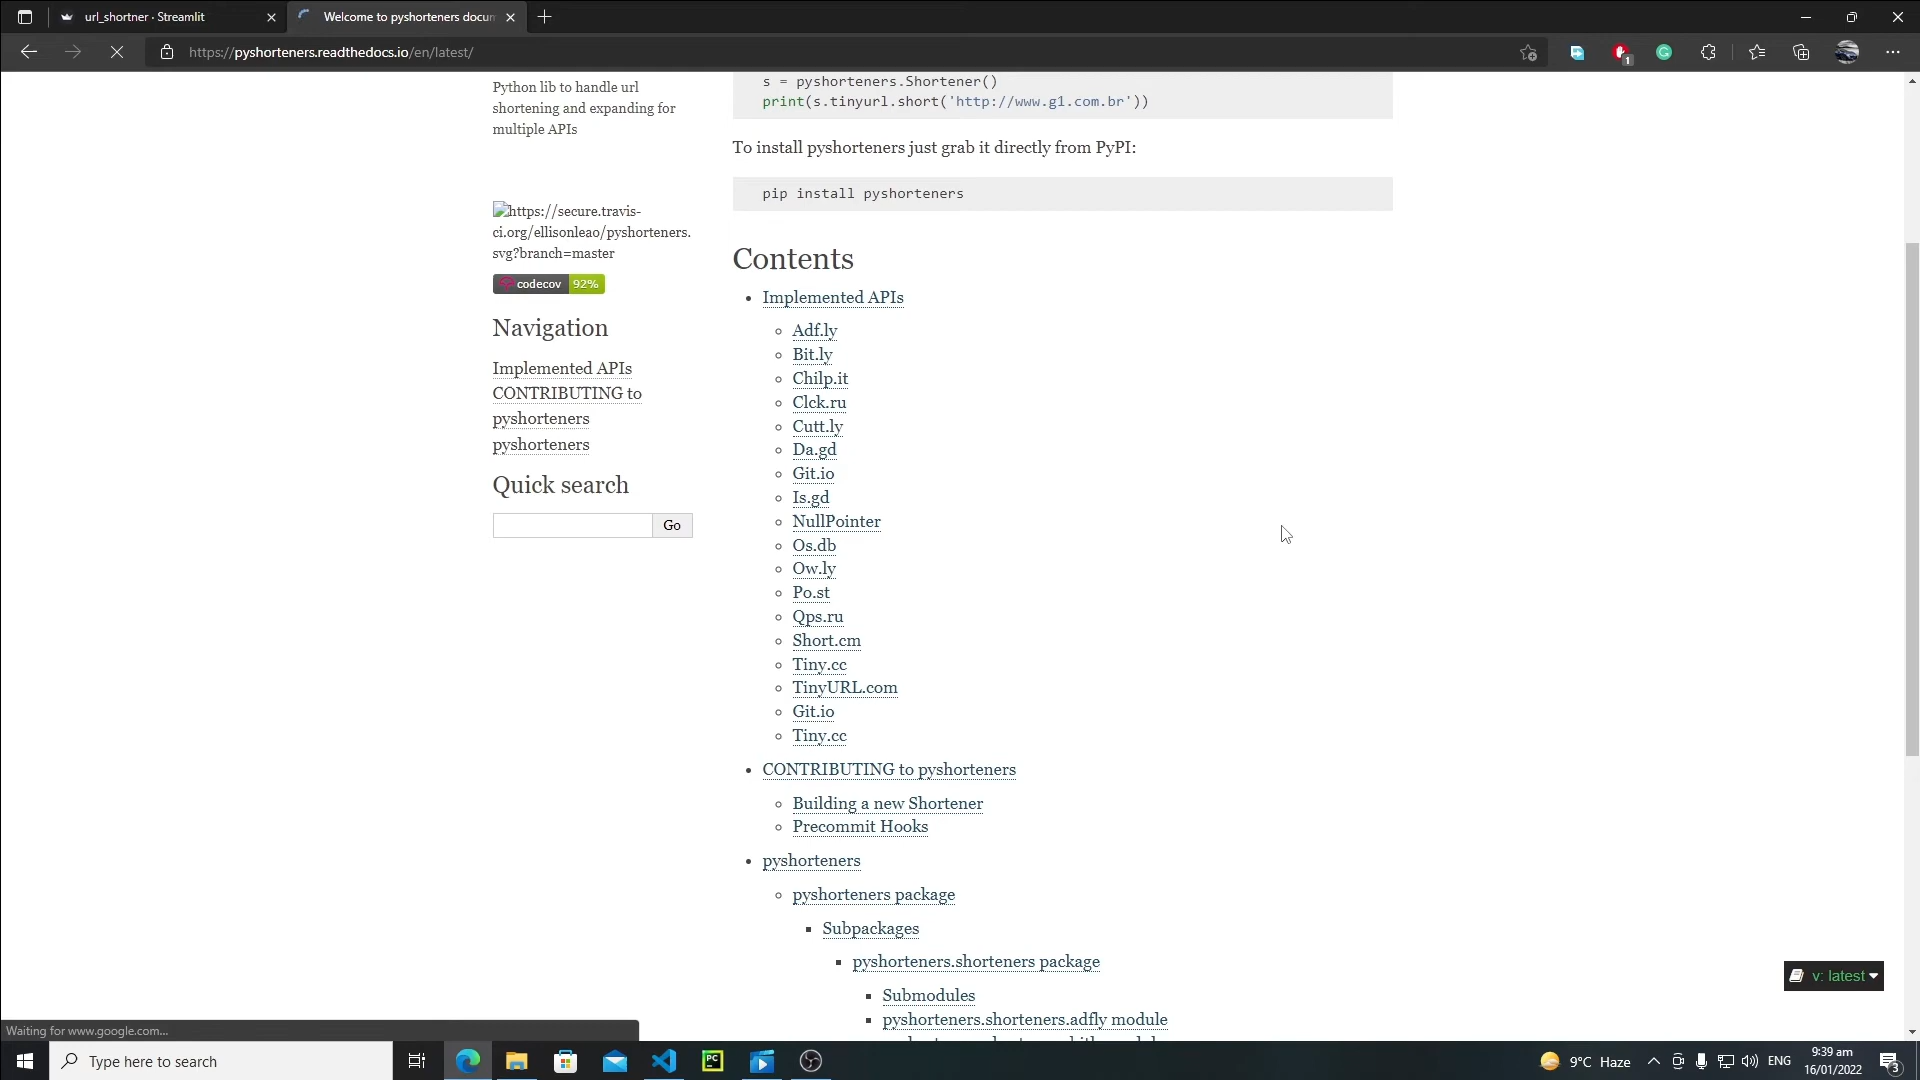 url_shortner · Streamlit
Welcome to pyshorteners docun
https://pyshorteners.readthedocs.io/en/latest/
1
Python lib to handle url
shortening and expanding for
multiple APIs
https://secure.travis-
ci.org/ellisonleao/pyshorteners.
svg?branch=master
codecov 92%
Navigation
Implemented APIs
CONTRIBUTING to
pyshorteners
pyshorteners
Quick search
Go
s = pyshorteners.Shortener()
print(s.tinyurl.short('http://www.g1.com.br'))
To install pyshorteners just grab it directly from PyPI:
pip install pyshorteners
Contents
Implemented APIs
Adf.ly
Bit.ly
Chilp.it
Clck.ru
Cutt.ly
Da.gd
Git.io
Is.gd
NullPointer
Os.db
Ow.ly
Po.st
Qps.ru
Short.cm
Tiny.cc
TinyURL.com
Git.io
Tiny.cc
CONTRIBUTING to pyshorteners
Building a new Shortener
Precommit Hooks
pyshorteners
pyshorteners package
Subpackages
pyshorteners.shorteners package
Submodules
pyshorteners.shorteners.adfly module
v: latest
Waiting for www.google.com...
Type here to search
PC
9°C Haze
ENG
9:39 am
16/01/2022
3